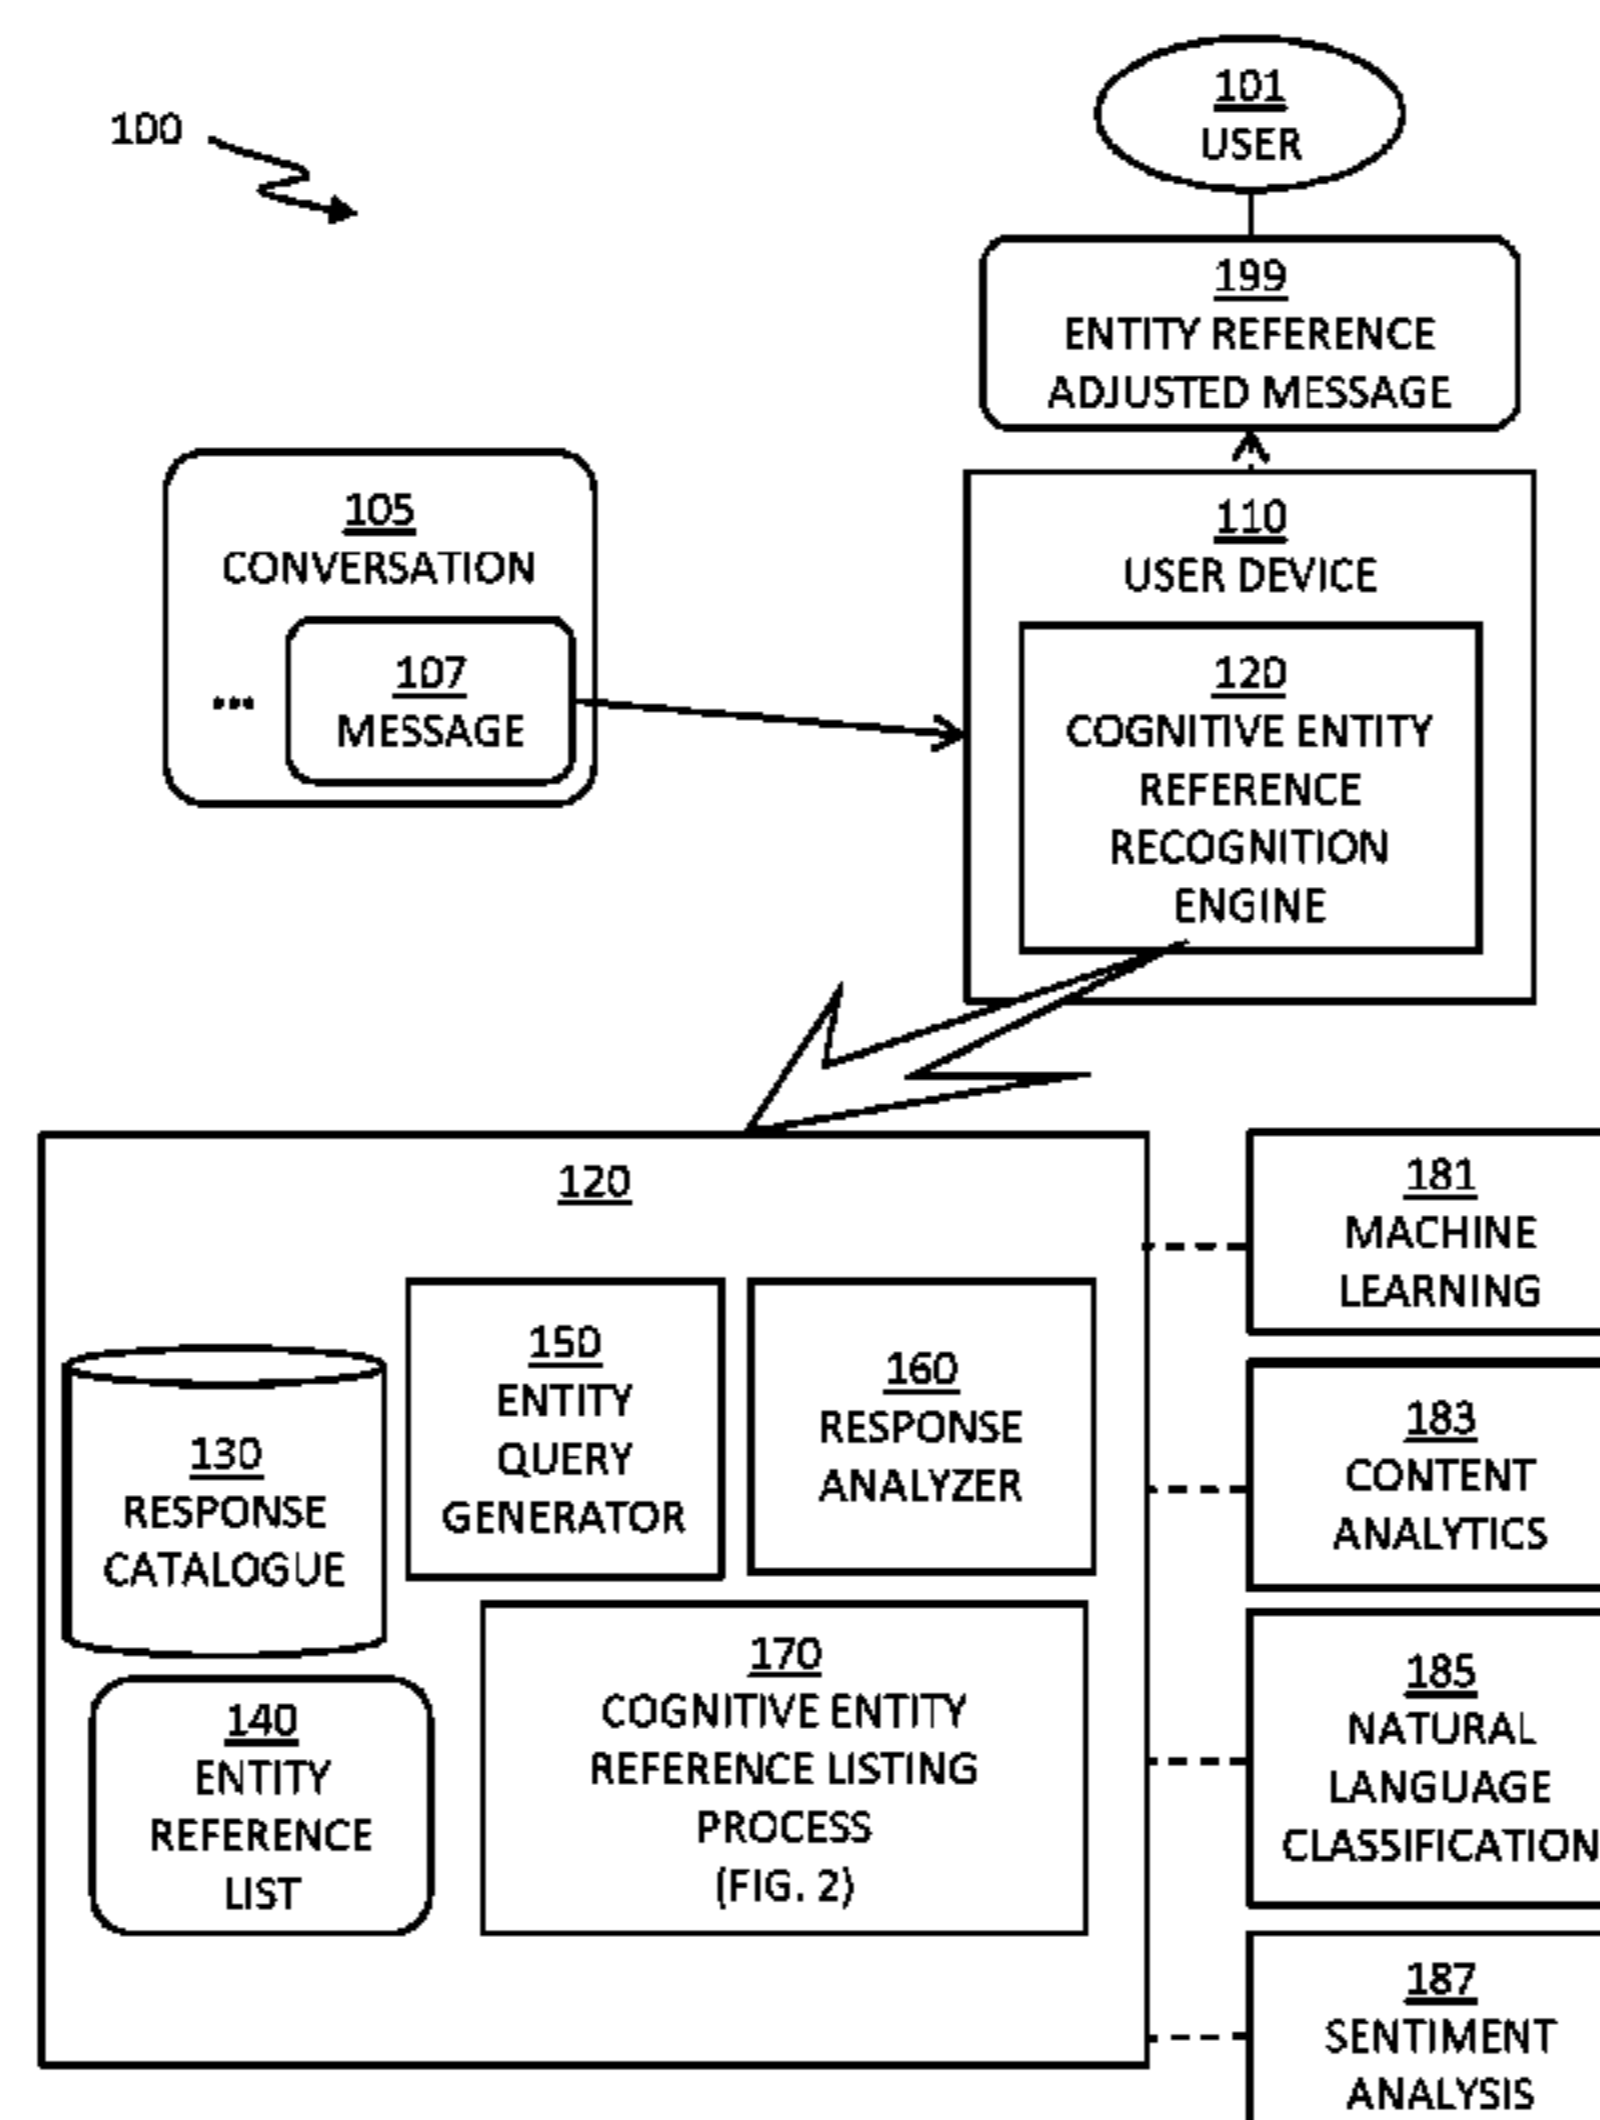 100
101
USER
199
ENTITY REFERENCE
ADJUSTED MESSAGE
105
CONVERSATION
...
107
MESSAGE
110
USER DEVICE
120
COGNITIVE ENTITY
REFERENCE
RECOGNITION
ENGINE
120
130
RESPONSE
CATALOGUE
140
ENTITY
REFERENCE
LIST
150
ENTITY
QUERY
GENERATOR
160
RESPONSE
ANALYZER
170
COGNITIVE ENTITY
REFERENCE LISTING
PROCESS
(FIG. 2)
181
MACHINE
LEARNING
183
CONTENT
ANALYTICS
185
NATURAL
LANGUAGE
CLASSIFICATION
187
SENTIMENT
ANALYSIS